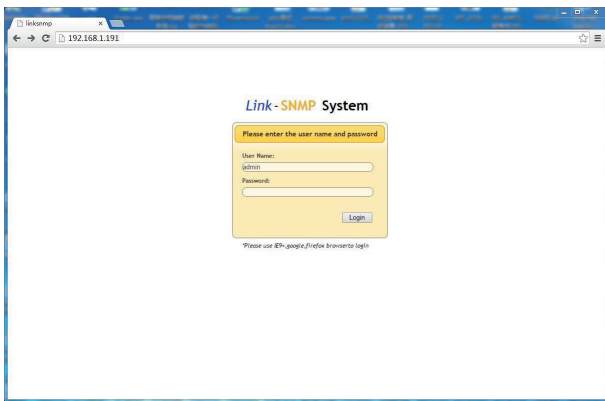 linksnmp
192.168.1.191
Link - SNMP System
Please enter the user name and password
User Name:
admin
Password:
Login
*Please use IE9+,google,firefox browserto login